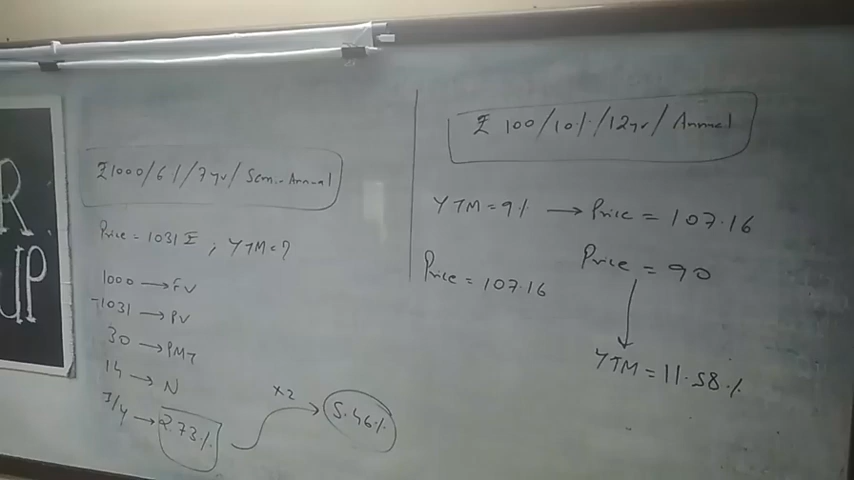 R
UP
₹1000/6%/7yr/Semi-Annual
Price = 1031 ₹ ; YTM=?
1000 → FV
-1031 → PV
30 → PMT
14 → N
I/Y → 2.73% ×2 → 5.46%
₹ 100/10%/12yr/Annual
YTM=9% → Price = 107.16
Price = 107.16
Price = 90
YTM = 11.58%